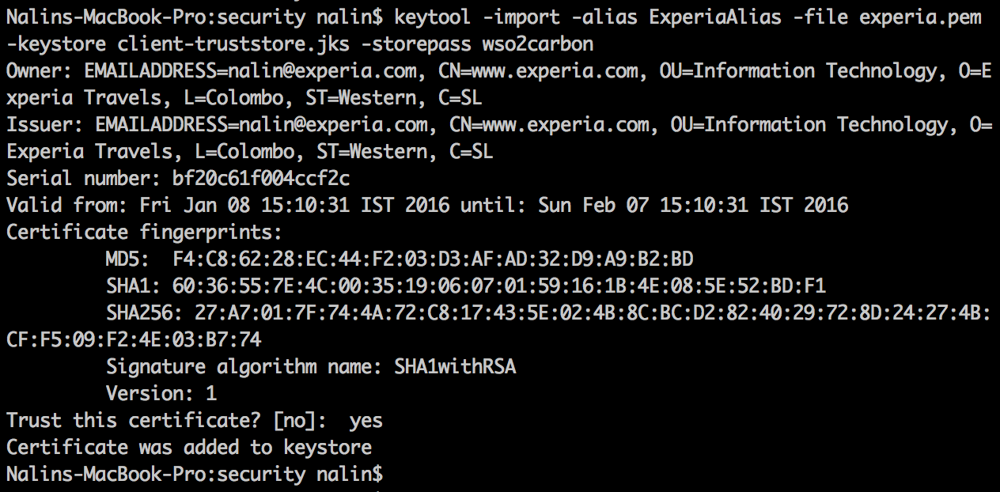 Nalins-MacBook-Pro:security nalin$ keytool -import -alias ExperiaAlias -file experia.pem
-keystore client-truststore.jks -storepass wso2carbon
Owner: EMAILADDRESS=nalin@experia.com, CN=www.experia.com, OU=Information Technology, O=E
xperia Travels, L=Colombo, ST=Western, C=SL
Issuer: EMAILADDRESS=nalin@experia.com, CN=www.experia.com, OU=Information Technology, O=
Experia Travels, L=Colombo, ST=Western, C=SL
Serial number: bf20c61f004ccf2c
Valid from: Fri Jan 08 15:10:31 IST 2016 until: Sun Feb 07 15:10:31 IST 2016
Certificate fingerprints:
MD5:  F4:C8:62:28:EC:44:F2:03:D3:AF:AD:32:D9:A9:B2:BD
SHA1: 60:36:55:7E:4C:00:35:19:06:07:01:59:16:1B:4E:08:5E:52:BD:F1
SHA256: 27:A7:01:7F:74:4A:72:C8:17:43:5E:02:4B:8C:BC:D2:82:40:29:72:8D:24:27:4B:
CF:F5:09:F2:4E:03:B7:74
Signature algorithm name: SHA1withRSA
Version: 1
Trust this certificate? [no]:  yes
Certificate was added to keystore
Nalins-MacBook-Pro:security nalin$